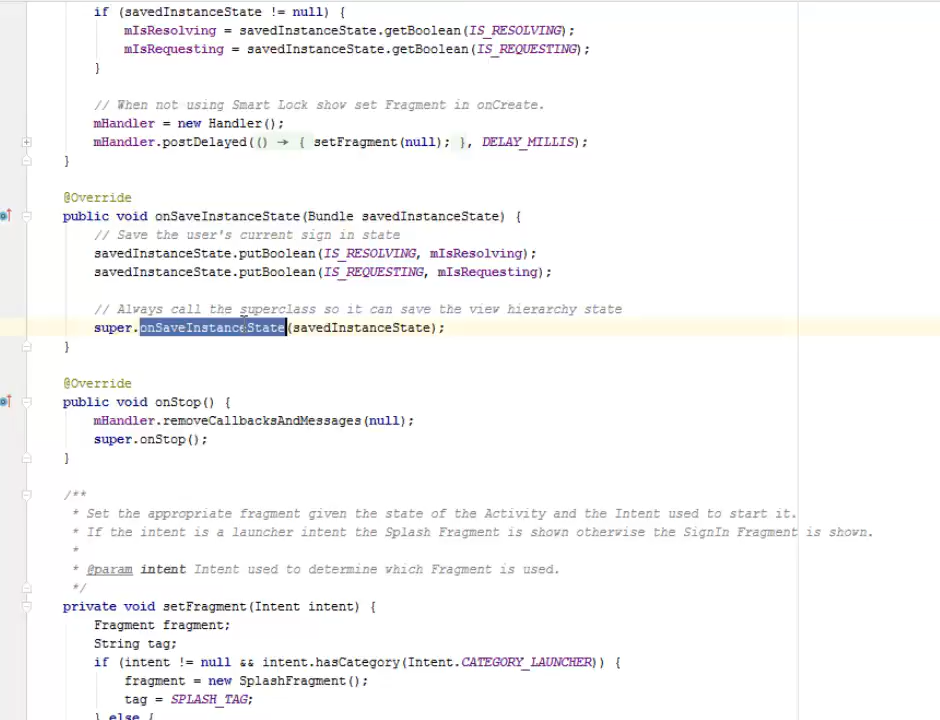 if (savedInstanceState != null) {
mIsResolving = savedInstanceState.getBoolean(IS_RESOLVING);
mIsRequesting = savedInstanceState.getBoolean(IS_REQUESTING);
}
// When not using Smart Lock show set Fragment in onCreate.
mHandler = new Handler();
mHandler.postDelayed(() → { setFragment(null); }, DELAY_MILLIS);
}
@Override
public void onSaveInstanceState(Bundle savedInstanceState) {
// Save the user's current sign in state
savedInstanceState.putBoolean(IS_RESOLVING, mIsResolving);
savedInstanceState.putBoolean(IS_REQUESTING, mIsRequesting);
// Always call the superclass so it can save the view hierarchy state
super.onSaveInstanceState(savedInstanceState);
}
@Override
public void onStop() {
mHandler.removeCallbacksAndMessages(null);
super.onStop();
}
/**
* Set the appropriate fragment given the state of the Activity and the Intent used to start it.
* If the intent is a launcher intent the Splash Fragment is shown otherwise the SignIn Fragment is shown.
*
* @param intent Intent used to determine which Fragment is used.
*/
private void setFragment(Intent intent) {
Fragment fragment;
String tag;
if (intent != null && intent.hasCategory(Intent.CATEGORY_LAUNCHER)) {
fragment = new SplashFragment();
tag = SPLASH_TAG;
} else {